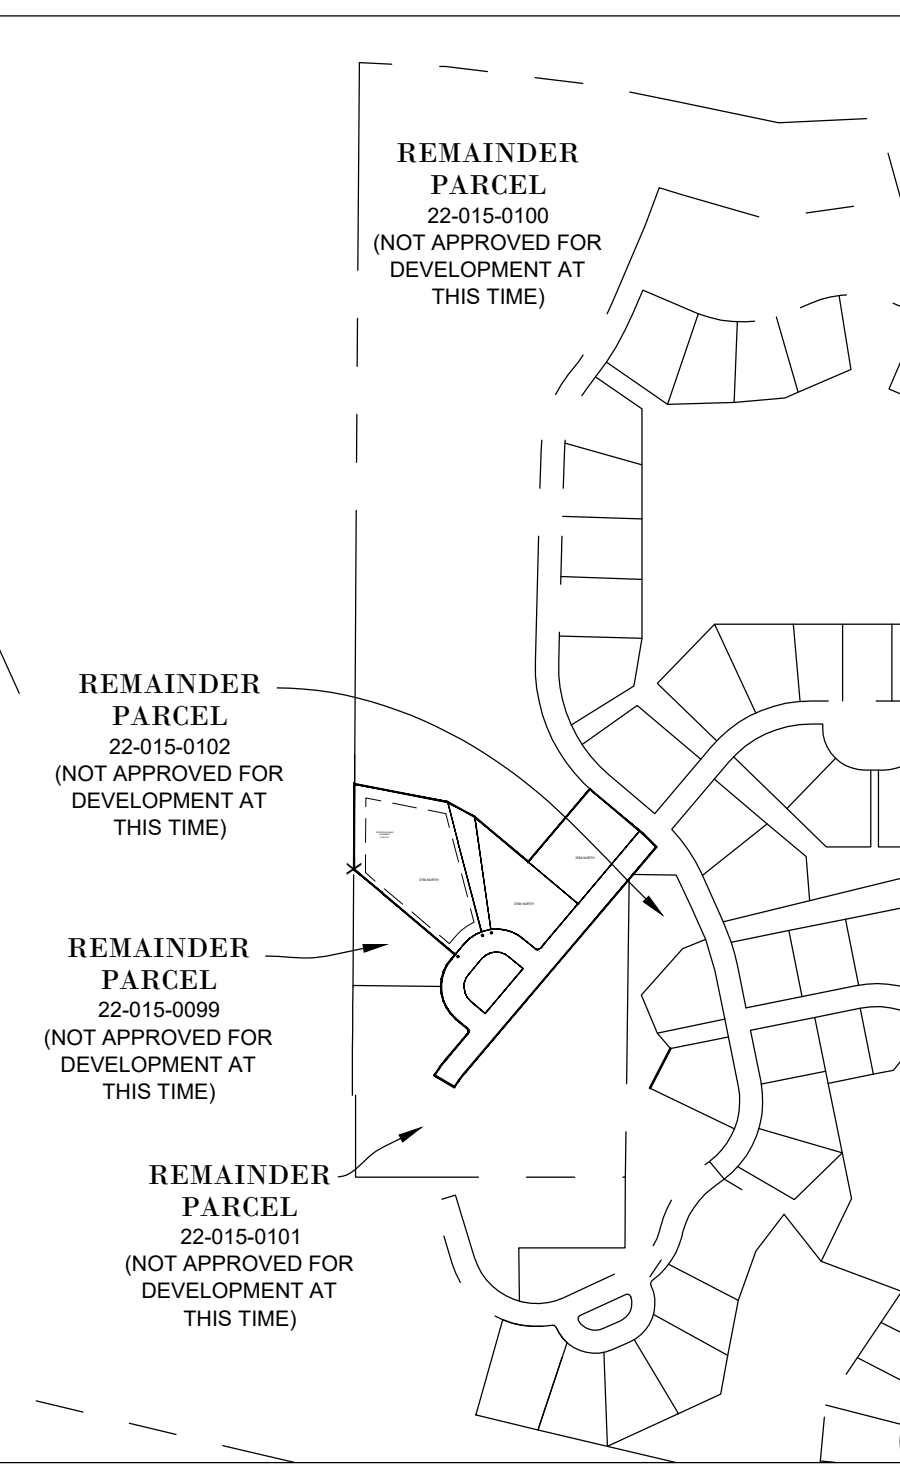 REMAINDER
PARCEL
22-015-0100
(NOT APPROVED FOR
DEVELOPMENT AT
THIS TIME)
REMAINDER
PARCEL
22-015-0102
(NOT APPROVED FOR
DEVELOPMENT AT
THIS TIME)
REMAINDER
PARCEL
22-015-0099
(NOT APPROVED FOR
DEVELOPMENT AT
THIS TIME)
REMAINDER
PARCEL
22-015-0101
(NOT APPROVED FOR
DEVELOPMENT AT
THIS TIME)